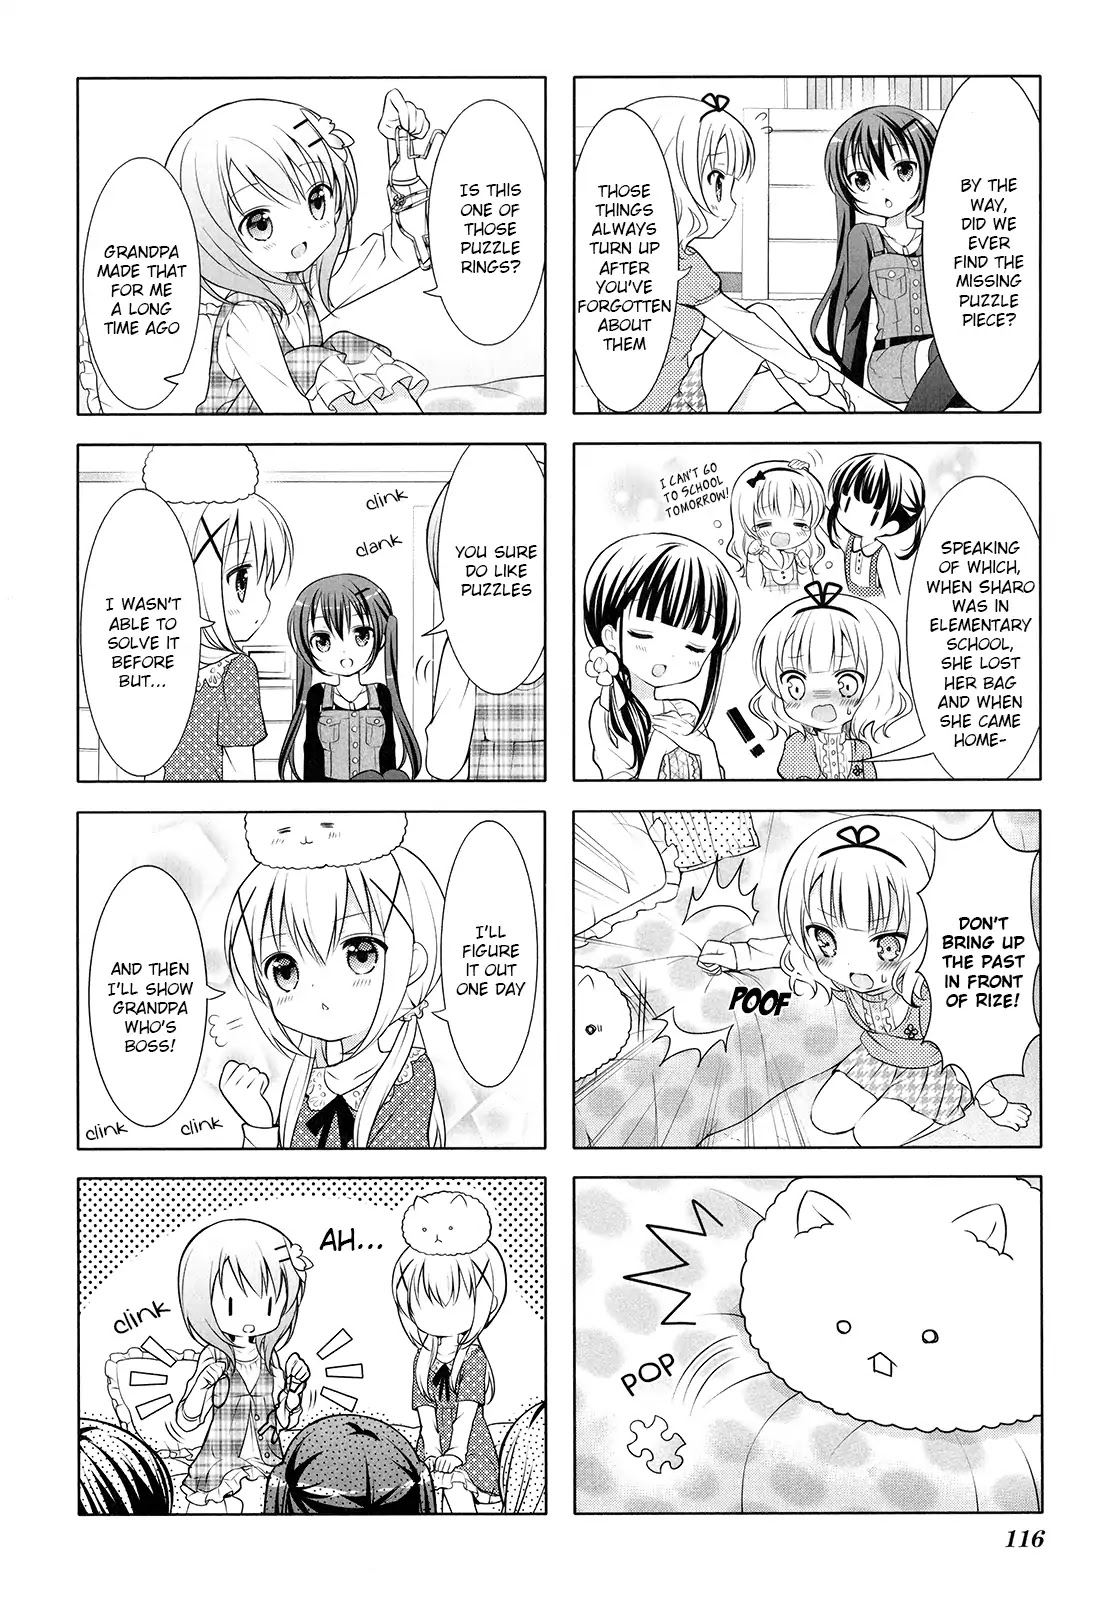 BY THE
WAY,
DID WE
EVER
FIND THE
MISSING
PUZZLE
PIECE?
THOSE
THINGS
ALWAYS
TURN UP
AFTER
YOU'VE
FORGOTTEN
ABOUT
THEM
SPEAKING
OF WHICH,
WHEN SHARO
WAS IN
ELEMENTARY
SCHOOL,
SHE LOST
HER BAG
AND WHEN
SHE CAME
HOME-
I CAN'T GO
TO SCHOOL
TOMORROW!
!
DON'T
BRING UP
THE PAST
IN FRONT
OF RIZE!
POOF
POP
IS THIS
ONE OF
THOSE
PUZZLE
RINGS?
GRANDPA
MADE THAT
FOR ME
A LONG
TIME AGO
clink
clank
YOU SURE
DO LIKE
PUZZLES
I WASN'T
ABLE TO
SOLVE IT
BEFORE
BUT...
I'LL
FIGURE
IT OUT
ONE DAY
AND THEN
I'LL SHOW
GRANDPA
WHO'S
BOSS!
clink
clink
AH...
clink
116